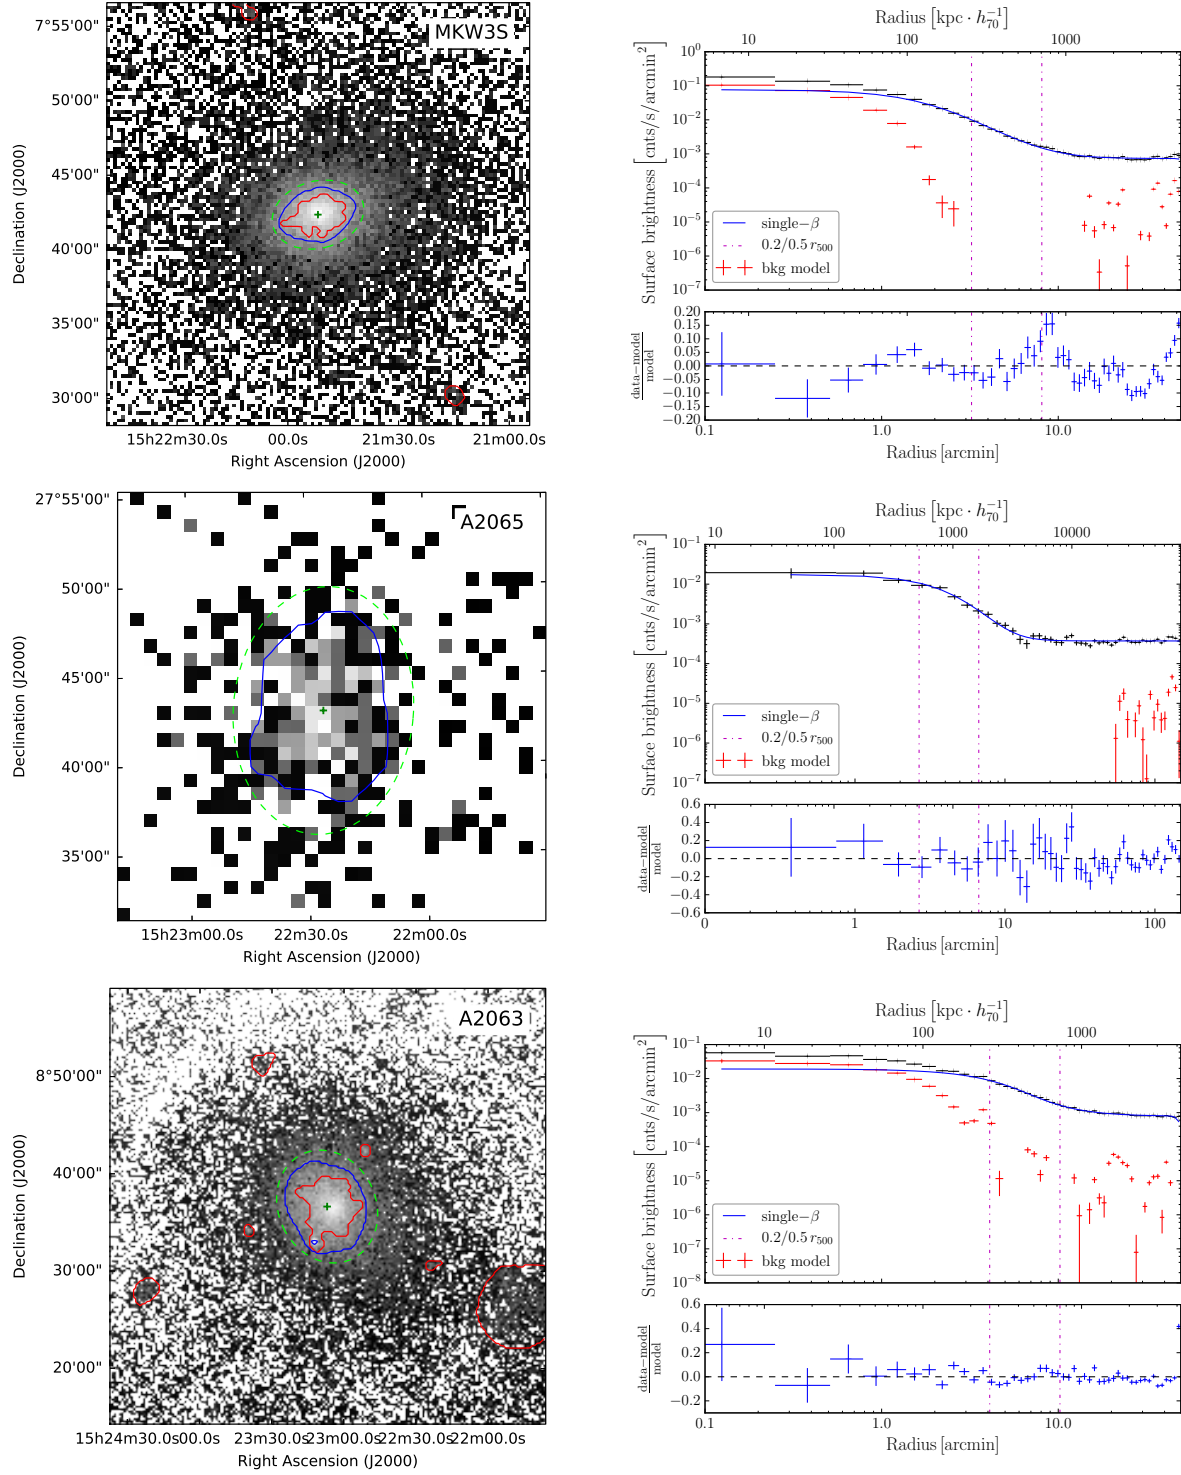 MKW3S
7°55'00"
50'00"
45'00"
40'00"
35'00"
30'00"
Declination (J2000)
15h22m30.0s 00.0s 21m30.0s 21m00.0s
Right Ascension (J2000)
Radius [kpc · h₇₀⁻¹]
10 100 1000
10⁰
10⁻¹
10⁻²
10⁻³
10⁻⁴
10⁻⁵
10⁻⁶
10⁻⁷
Surface brightness [cnts/s/arcmin²]
single−β
0.2/0.5 r₅₀₀
bkg model
0.20
0.15
0.10
0.05
0.00
−0.05
−0.10
−0.15
−0.20
data−model
model
0.1 1.0 10.0
Radius [arcmin]
A2065
27°55'00"
50'00"
45'00"
40'00"
35'00"
Declination (J2000)
15h23m00.0s 22m30.0s 22m00.0s
Right Ascension (J2000)
Radius [kpc · h₇₀⁻¹]
10 100 1000 10000
10⁻¹
10⁻²
10⁻³
10⁻⁴
10⁻⁵
10⁻⁶
10⁻⁷
Surface brightness [cnts/s/arcmin²]
single−β
0.2/0.5 r₅₀₀
bkg model
0.6
0.4
0.2
0.0
−0.2
−0.4
−0.6
data−model
model
0 1 10 100
Radius [arcmin]
A2063
8°50'00"
40'00"
30'00"
20'00"
Declination (J2000)
15h24m30.0s00.0s 23m30.0s23m00.0s22m30.0s22m00.0s
Right Ascension (J2000)
Radius [kpc · h₇₀⁻¹]
10 100 1000
10⁻¹
10⁻²
10⁻³
10⁻⁴
10⁻⁵
10⁻⁶
10⁻⁷
10⁻⁸
Surface brightness [cnts/s/arcmin²]
single−β
0.2/0.5 r₅₀₀
bkg model
0.6
0.4
0.2
0.0
−0.2
data−model
model
0.1 1.0 10.0
Radius [arcmin]